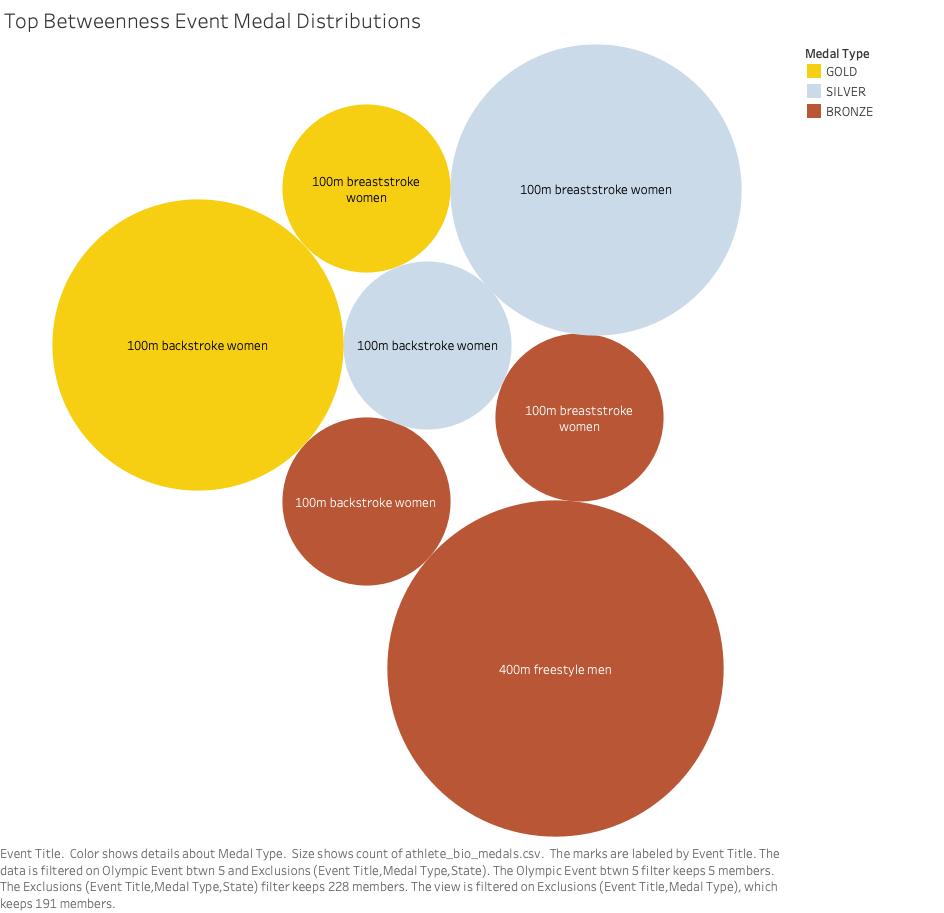 Top Betweenness Event Medal Distributions
Medal Type
GOLD
SILVER
BRONZE
100m breaststroke
women
100m breaststroke women
100m backstroke women
100m backstroke women
100m breaststroke
women
100m backstroke women
400m freestyle men
Event Title.  Color shows details about Medal Type.  Size shows count of athlete_bio_medals.csv.  The marks are labeled by Event Title. The
data is filtered on Olympic Event btwn 5 and Exclusions (Event Title,Medal Type,State). The Olympic Event btwn 5 filter keeps 5 members.
The Exclusions (Event Title,Medal Type,State) filter keeps 228 members. The view is filtered on Exclusions (Event Title,Medal Type), which
keeps 191 members.